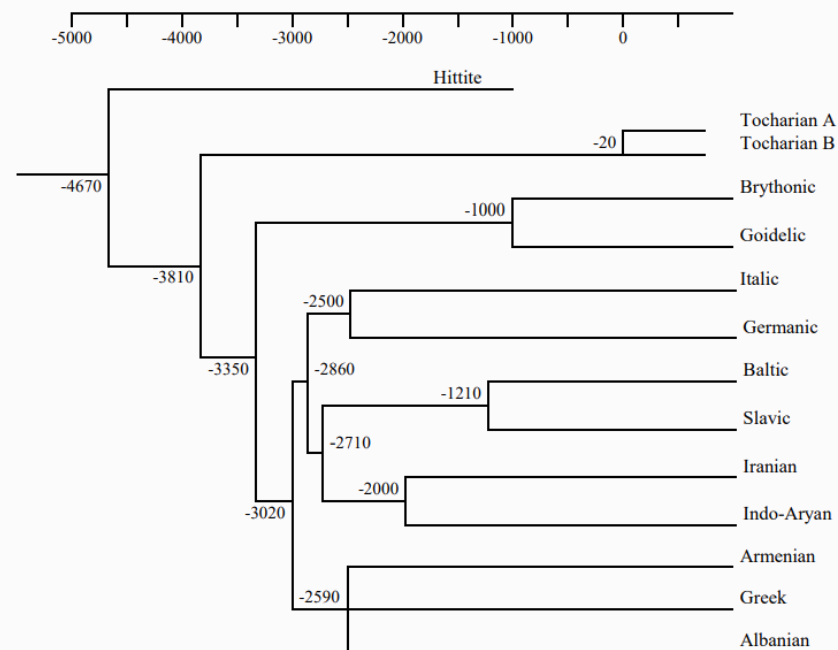 -5000 -4000 -3000 -2000 -1000 0
Hittite
Tocharian A
-20
Tocharian B
-4670
Brythonic
-1000
Goidelic
-3810
Italic
-2500
Germanic
-3350
-2860
Baltic
-1210
Slavic
-2710
Iranian
-2000
Indo-Aryan
-3020
Armenian
-2590
Greek
Albanian